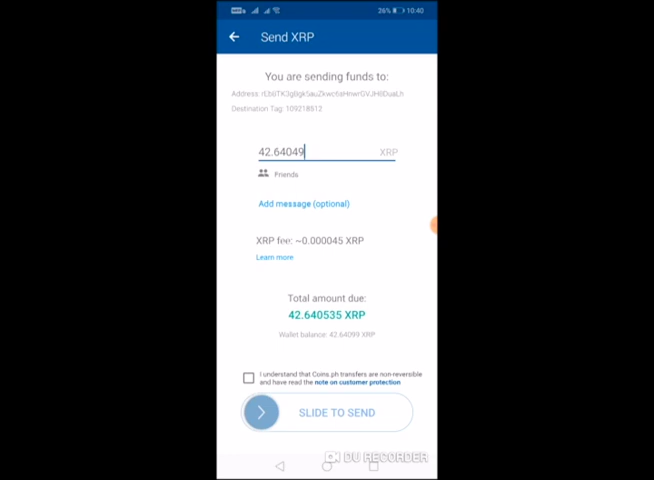 26% 10:40
Send XRP
You are sending funds to:
Address:
Destination Tag: 109218512
42.64049 XRP
Friends
Add message (optional)
XRP fee: ~0.000045 XRP
Learn more
Total amount due:
42.640535 XRP
Wallet balance: 42.64099 XRP
I understand that Coins.ph transfers are non-reversible
and have read the note on customer protection
SLIDE TO SEND
DU RECORDER